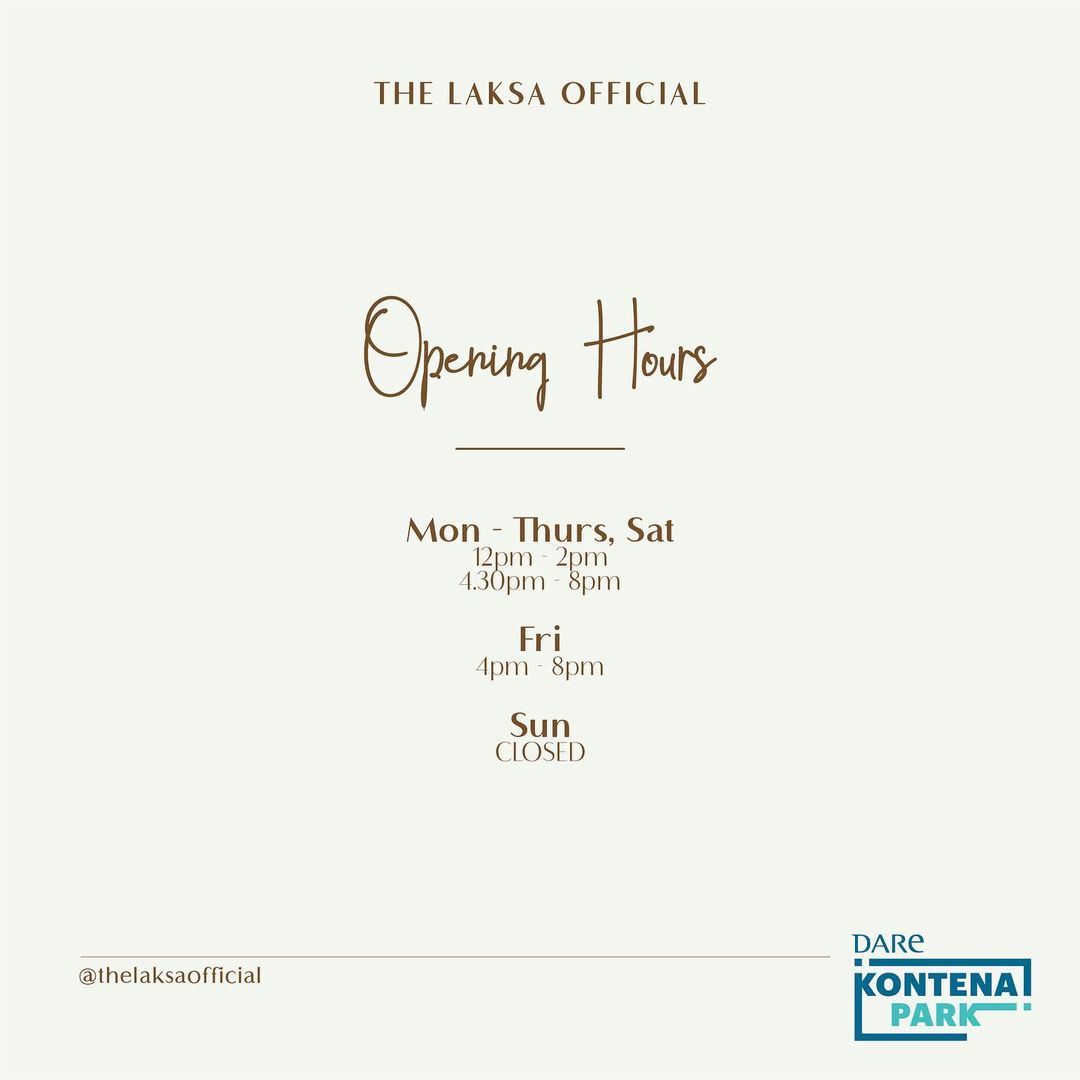 THE LAKSA OFFICIAL
Opening Hours
Mon - Thurs, Sat
12pm - 2pm
4.30pm - 8pm
Fri
4pm - 8pm
Sun
CLOSED
@thelaksaofficial
DARe
KONTENA
PARK